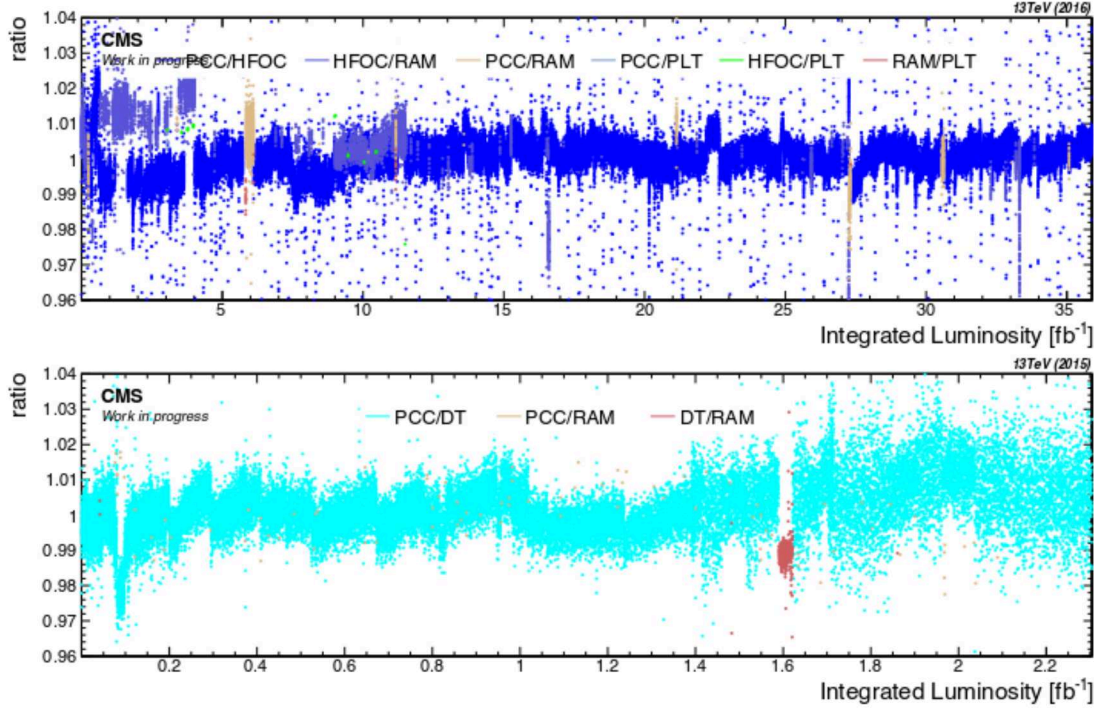 13TeV (2016)
ratio
1.04
1.03
1.02
1.01
1
0.99
0.98
0.97
0.96
CMS
Work in progress
PCC/HFOC HFOC/RAM PCC/RAM PCC/PLT HFOC/PLT RAM/PLT
5 10 15 20 25 30 35
Integrated Luminosity [fb⁻¹]
13TeV (2015)
ratio
1.04
1.03
1.02
1.01
1
0.99
0.98
0.97
0.96
CMS
Work in progress
PCC/DT PCC/RAM DT/RAM
0.2 0.4 0.6 0.8 1 1.2 1.4 1.6 1.8 2 2.2
Integrated Luminosity [fb⁻¹]